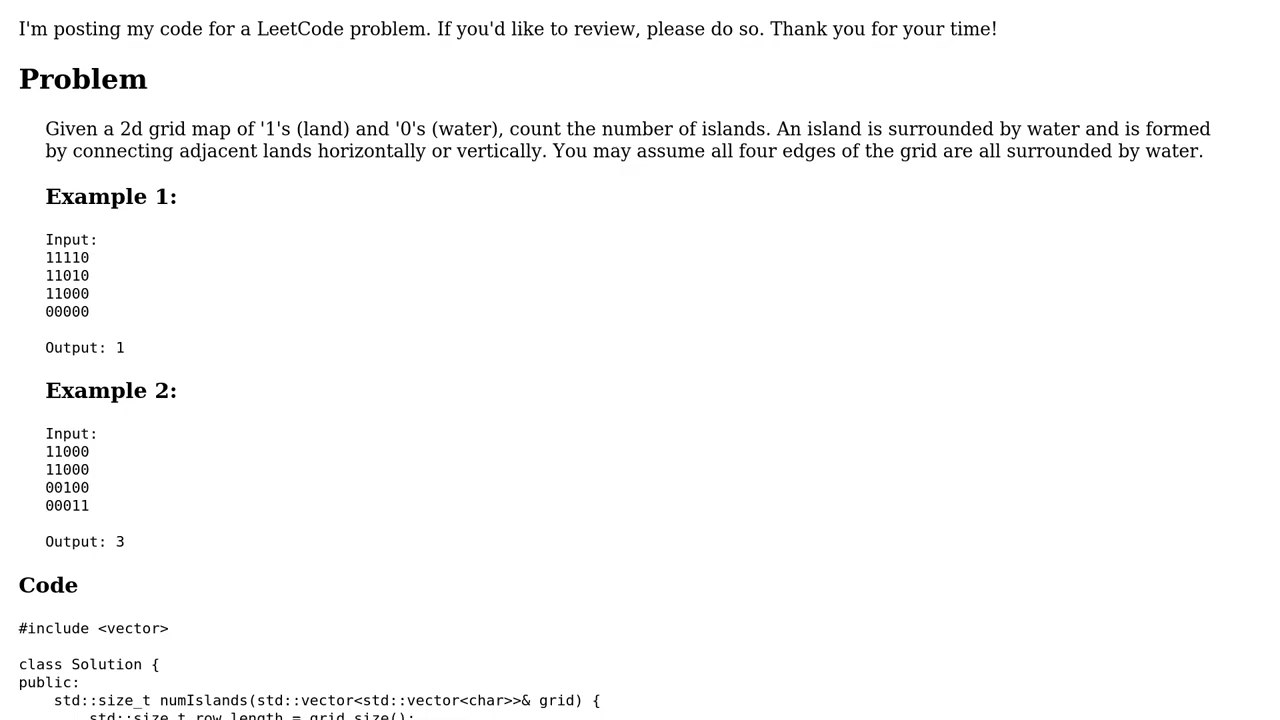 I'm posting my code for a LeetCode problem. If you'd like to review, please do so. Thank you for your time!
Problem
Given a 2d grid map of '1's (land) and '0's (water), count the number of islands. An island is surrounded by water and is formed
by connecting adjacent lands horizontally or vertically. You may assume all four edges of the grid are all surrounded by water.
Example 1:
Input:
11110
11010
11000
00000
Output: 1
Example 2:
Input:
11000
11000
00100
00011
Output: 3
Code
#include <vector>
class Solution {
public:
    std::size_t numIslands(std::vector<std::vector<char>>& grid) {
        std::size_t row_length = grid.size();